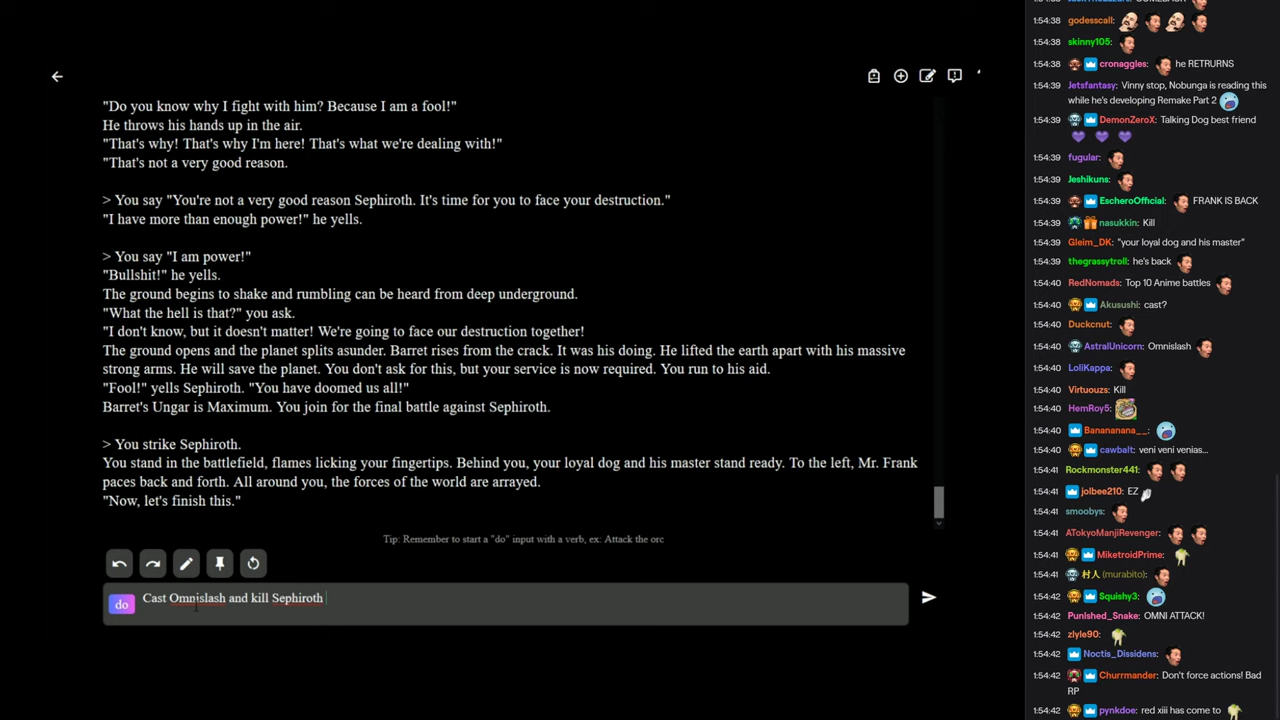 "Do you know why I fight with him? Because I am a fool!"
He throws his hands up in the air.
"That's why! That's why I'm here! That's what we're dealing with!"
"That's not a very good reason.
> You say "You're not a very good reason Sephiroth. It's time for you to face your destruction."
"I have more than enough power!" he yells.
> You say "I am power!"
"Bullshit!" he yells.
The ground begins to shake and rumbling can be heard from deep underground.
"What the hell is that?" you ask.
"I don't know, but it doesn't matter! We're going to face our destruction together!
The ground opens and the planet splits asunder. Barret rises from the crack. It was his doing. He lifted the earth apart with his massive
strong arms. He will save the planet. You don't ask for this, but your service is now required. You run to his aid.
"Fool!" yells Sephiroth. "You have doomed us all!"
Barret's Ungar is Maximum. You join for the final battle against Sephiroth.
> You strike Sephiroth.
You stand in the battlefield, flames licking your fingertips. Behind you, your loyal dog and his master stand ready. To the left, Mr. Frank
paces back and forth. All around you, the forces of the world are arrayed.
"Now, let's finish this."
Tip: Remember to start a "do" input with a verb, ex: Attack the orc
do Cast Omnislash and kill Sephiroth
1:54:38 godesscall:
1:54:38 skinny105:
1:54:38 cronaggles: he RETRURNS
1:54:39 Jetsfantasy: Vinny stop, Nobunga is reading this
while he's developing Remake Part 2
1:54:39 DemonZeroX: Talking Dog best friend
1:54:39 fugular:
1:54:39 Jeshikuns:
1:54:39 EscheroOfficial: FRANK IS BACK
1:54:39 nasukkin: Kill
1:54:39 Gleim_DK: "your loyal dog and his master"
1:54:39 thegrassytroll: he's back
1:54:39 RedNomads: Top 10 Anime battles
1:54:40 Akusushi: cast?
1:54:40 Duckcnut:
1:54:40 AstralUnicorn: Omnislash
1:54:40 LoliKappa:
1:54:40 Virtuouzs: Kill
1:54:40 HemRoy5:
1:54:40 Banananana__:
1:54:40 cawbalt: veni veni venias...
1:54:41 Rockmonster441:
1:54:41 jolbee210: EZ
1:54:41 smoobys:
1:54:41 ATokyoManjiRevenger:
1:54:41 MiketroidPrime:
1:54:41 村人 (murabito):
1:54:41 Squishy3:
1:54:42 Punlshed_Snake: OMNI ATTACK!
1:54:42 zlyle90:
1:54:42 Noctis_Dissidens:
1:54:42 Churrmander: Don't force actions! Bad
RP
1:54:42 pynkdoe: red xiii has come to